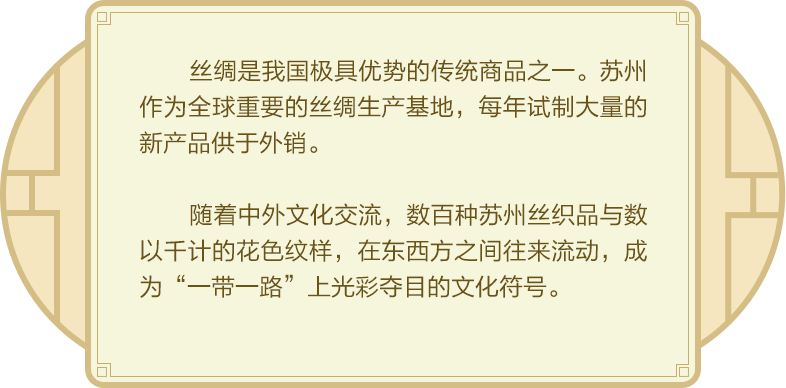 丝绸是我国极具优势的传统商品之一。苏州
作为全球重要的丝绸生产基地，每年试制大量的
新产品供于外销。
随着中外文化交流，数百种苏州丝织品与数
以千计的花色纹样，在东西方之间往来流动，成
为“一带一路”上光彩夺目的文化符号。